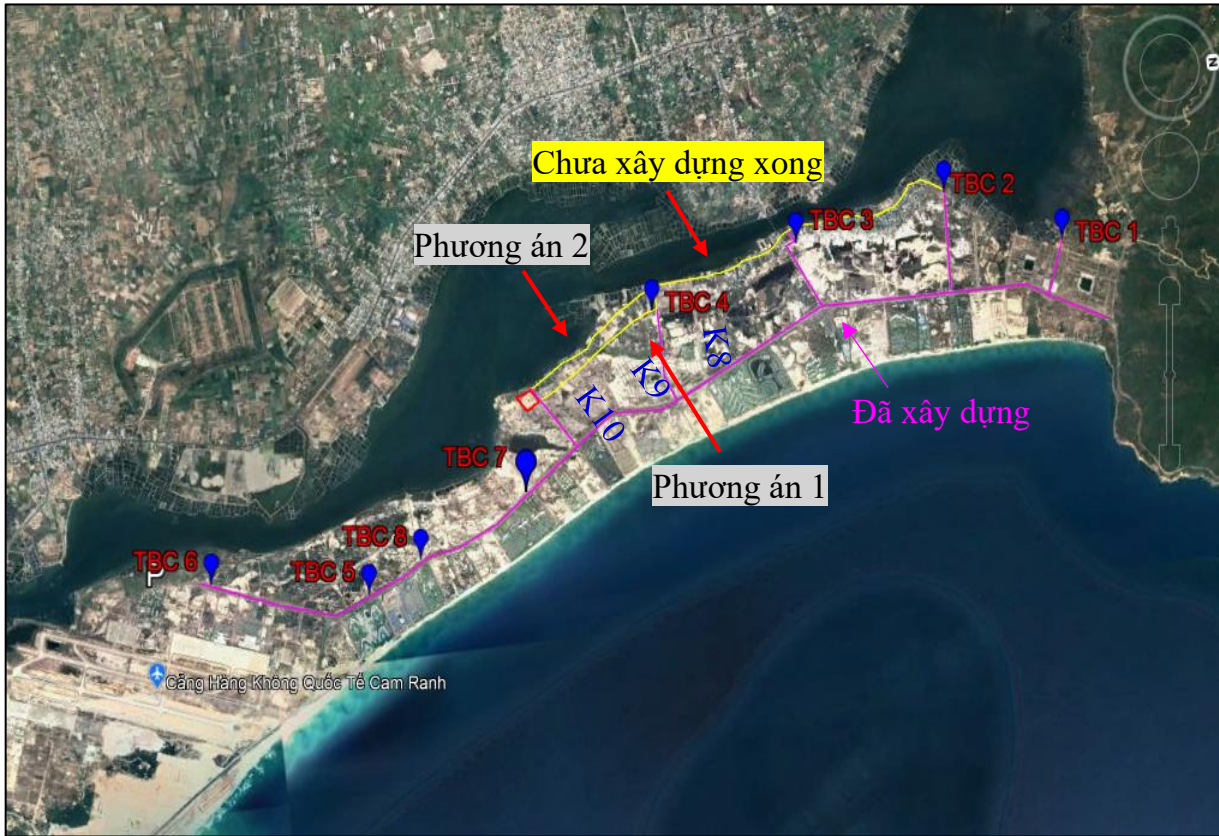 Z
Chưa xây dựng xong
TBC 2
TBC 3
TBC 1
Phương án 2
TBC 4
K8
K9
K10
Đã xây dựng
TBC 7
Phương án 1
TBC 8
TBC 6
P
TBC 5
Cảng Hàng Không Quốc Tế Cam Ranh